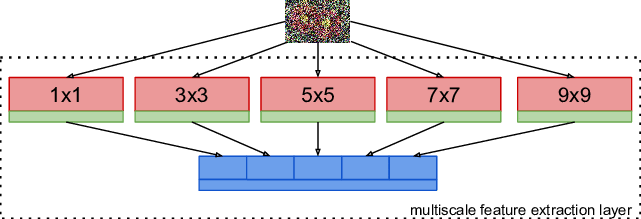 1x1
3x3
5x5
7x7
9x9
multiscale feature extraction layer